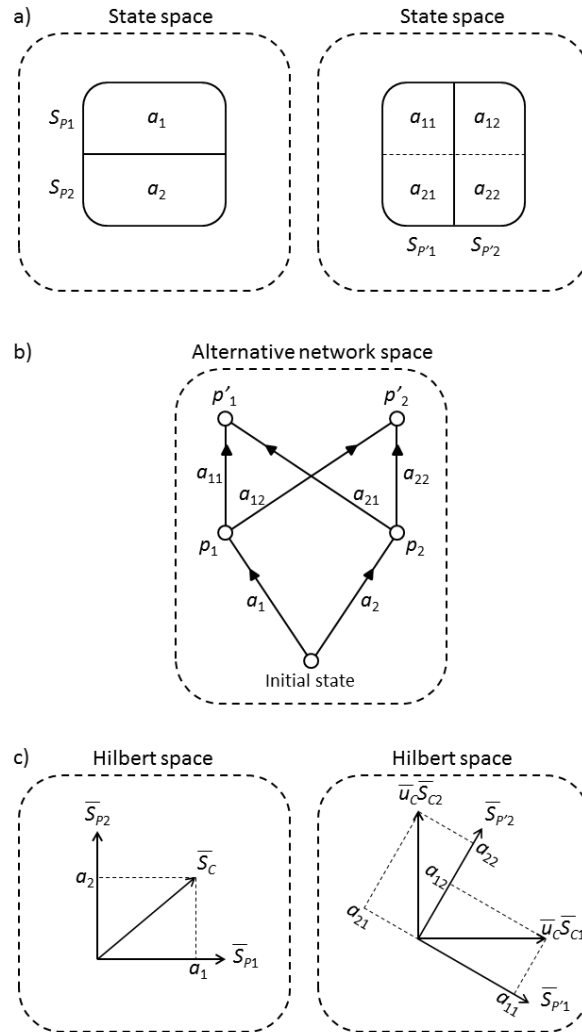 a)
State space
State space
S_P1
a_1
S_P2
a_2
a_11
a_12
a_21
a_22
S_P'1
S_P'2
b)
Alternative network space
p'_1
p'_2
a_11
a_12
a_21
a_22
p_1
p_2
a_1
a_2
Initial state
c)
Hilbert space
Hilbert space
S̅_P2
S̅_C
a_2
S̅_P1
a_1
u̅_C S̅_C2
S̅_P'2
a_22
a_12
a_21
u̅_C S̅_C1
a_11
S̅_P'1